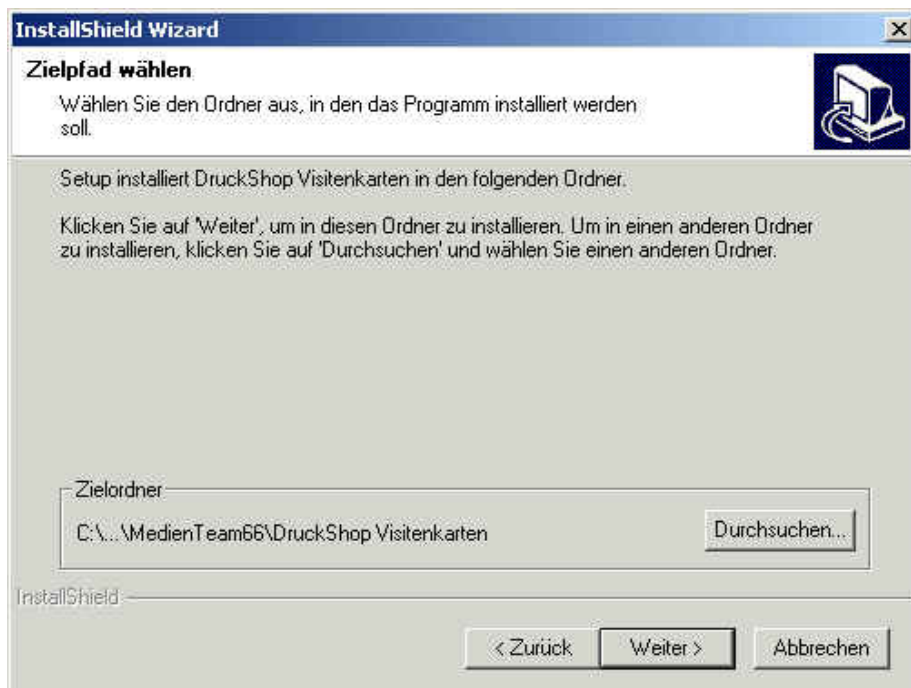 InstallShield Wizard
Zielpfad wählen
Wählen Sie den Ordner aus, in den das Programm installiert werden
soll.
Setup installiert DruckShop Visitenkarten in den folgenden Ordner.
Klicken Sie auf 'Weiter', um in diesen Ordner zu installieren. Um in einen anderen Ordner
zu installieren, klicken Sie auf 'Durchsuchen' und wählen Sie einen anderen Ordner.
Zielordner
C:\...\MedienTeam66\DruckShop Visitenkarten
Durchsuchen...
InstallShield
< Zurück
Weiter >
Abbrechen